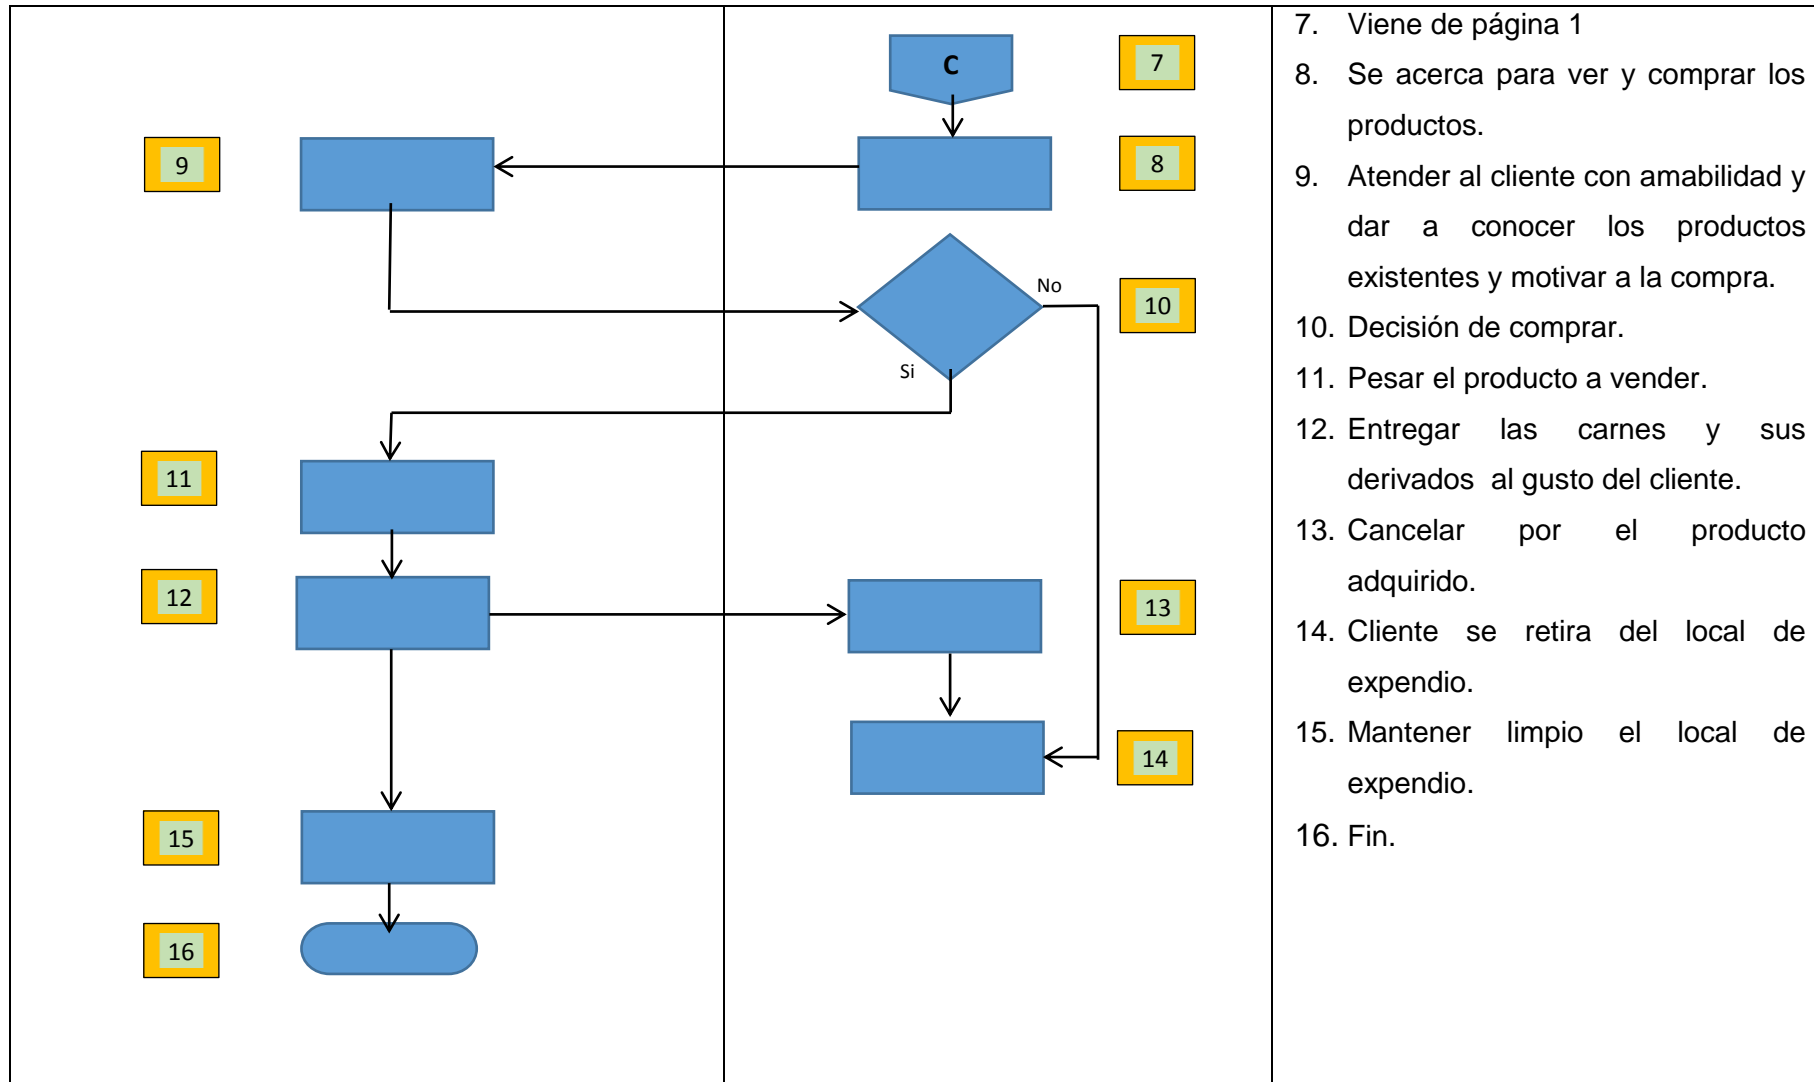 C
7
9
8
No
10
Si
11
12
13
14
15
16
7. Viene de página 1
8. Se acerca para ver y comprar los
productos.
9. Atender al cliente con amabilidad y
dar a conocer los productos
existentes y motivar a la compra.
10. Decisión de comprar.
11. Pesar el producto a vender.
12. Entregar las carnes y sus
derivados al gusto del cliente.
13. Cancelar por el producto
adquirido.
14. Cliente se retira del local de
expendio.
15. Mantener limpio el local de
expendio.
16. Fin.